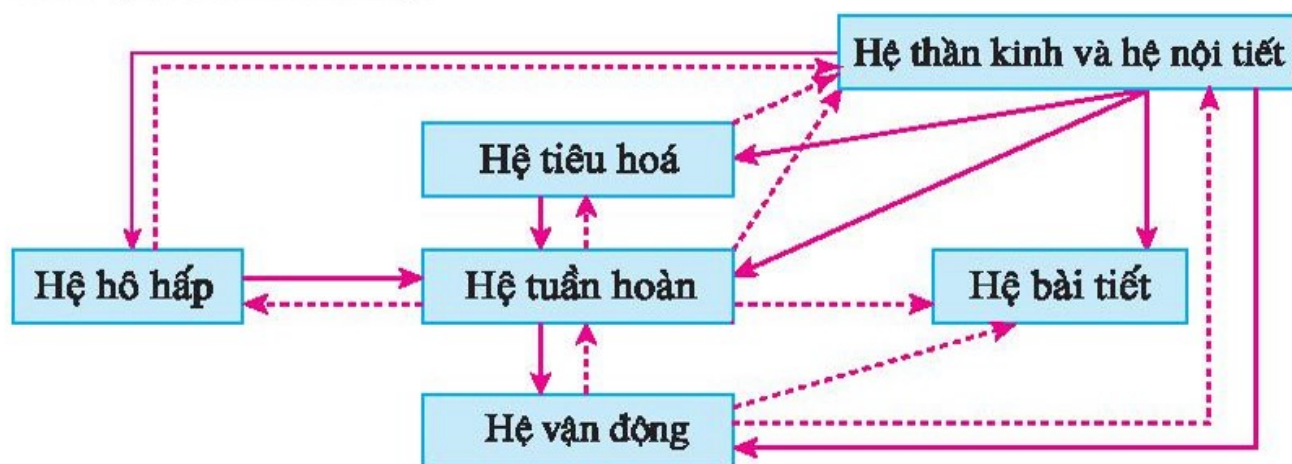 Hệ thần kinh và hệ nội tiết
Hệ tiêu hoá
Hệ hô hấp
Hệ tuần hoàn
Hệ bài tiết
Hệ vận động